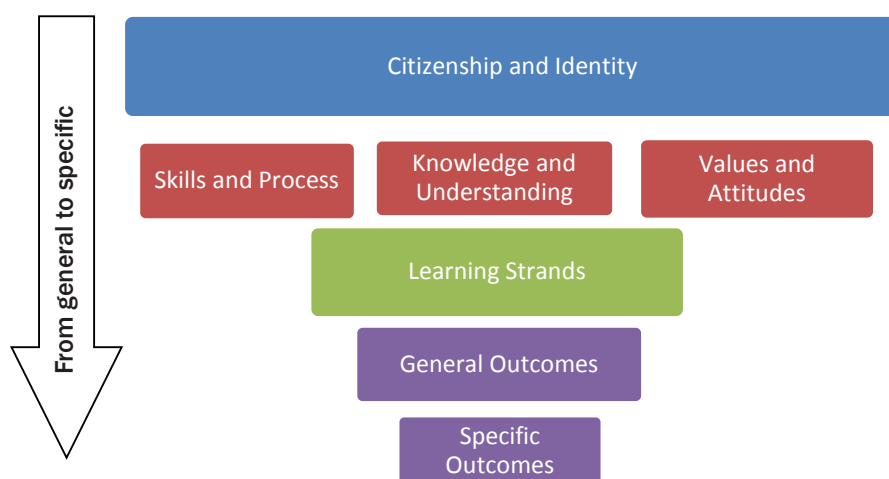 From general to specific
Citizenship and Identity
Skills and Process
Knowledge and
Understanding
Values and
Attitudes
Learning Strands
General Outcomes
Specific
Outcomes